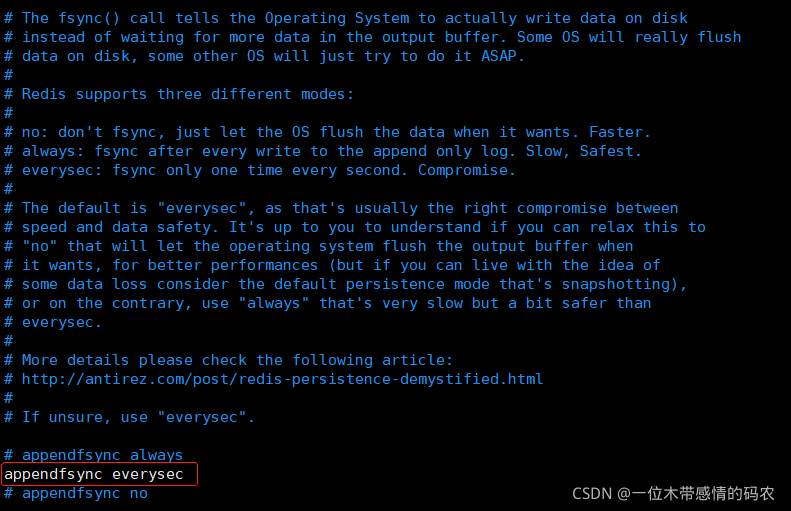 # The fsync() call tells the Operating System to actually write data on disk
# instead of waiting for more data in the output buffer. Some OS will really flush
# data on disk, some other OS will just try to do it ASAP.
#
# Redis supports three different modes:
#
# no: don't fsync, just let the OS flush the data when it wants. Faster.
# always: fsync after every write to the append only log. Slow, Safest.
# everysec: fsync only one time every second. Compromise.
#
# The default is "everysec", as that's usually the right compromise between
# speed and data safety. It's up to you to understand if you can relax this to
# "no" that will let the operating system flush the output buffer when
# it wants, for better performances (but if you can live with the idea of
# some data loss consider the default persistence mode that's snapshotting),
# or on the contrary, use "always" that's very slow but a bit safer than
# everysec.
#
# More details please check the following article:
# http://antirez.com/post/redis-persistence-demystified.html
#
# If unsure, use "everysec".

# appendfsync always
appendfsync everysec
# appendfsync no
CSDN @一位木带感情的码农